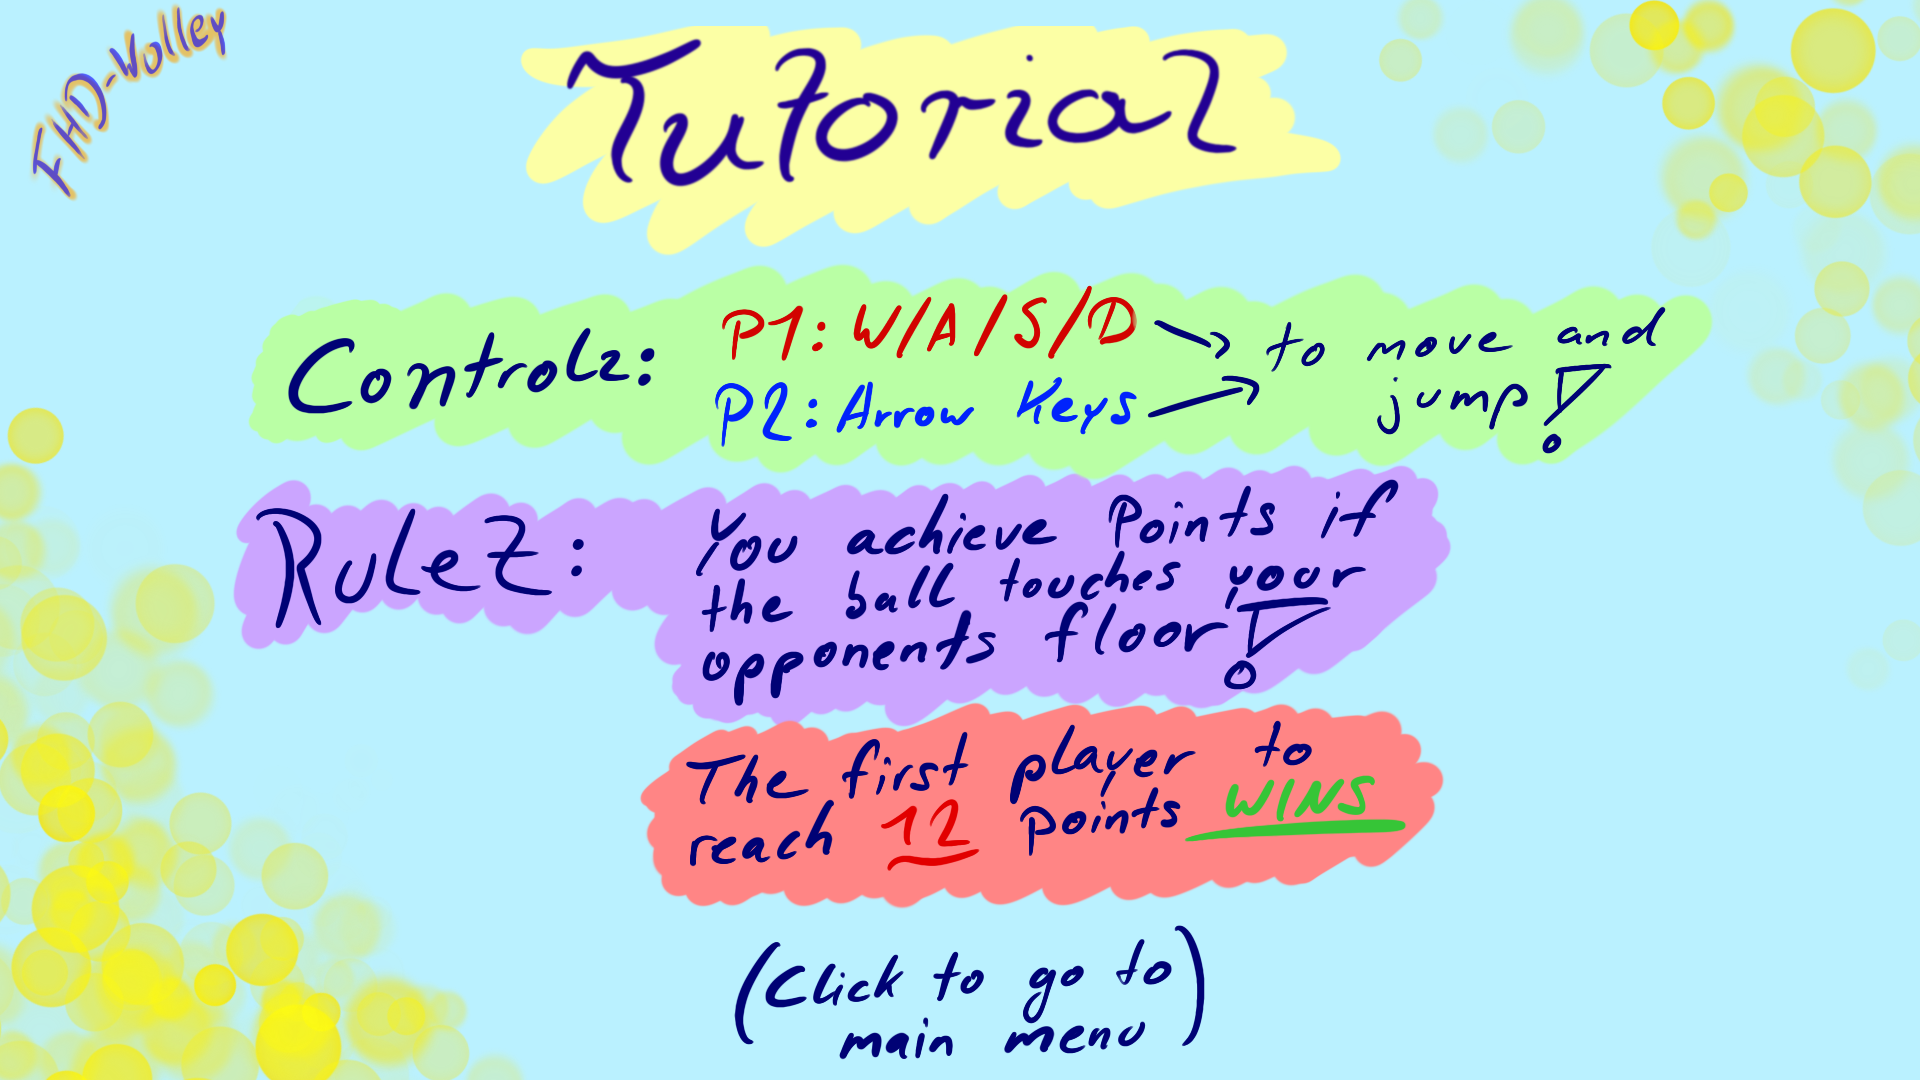 FHD-Volley
Tutorial
Controlz:
P1: W/A/S/D
P2: Arrow Keys
to move and
jump!
RuleZ:
You achieve Points if
the ball touches your
opponents floor!
The first player to
reach 12 points WINS
(Click to go to
main menu)